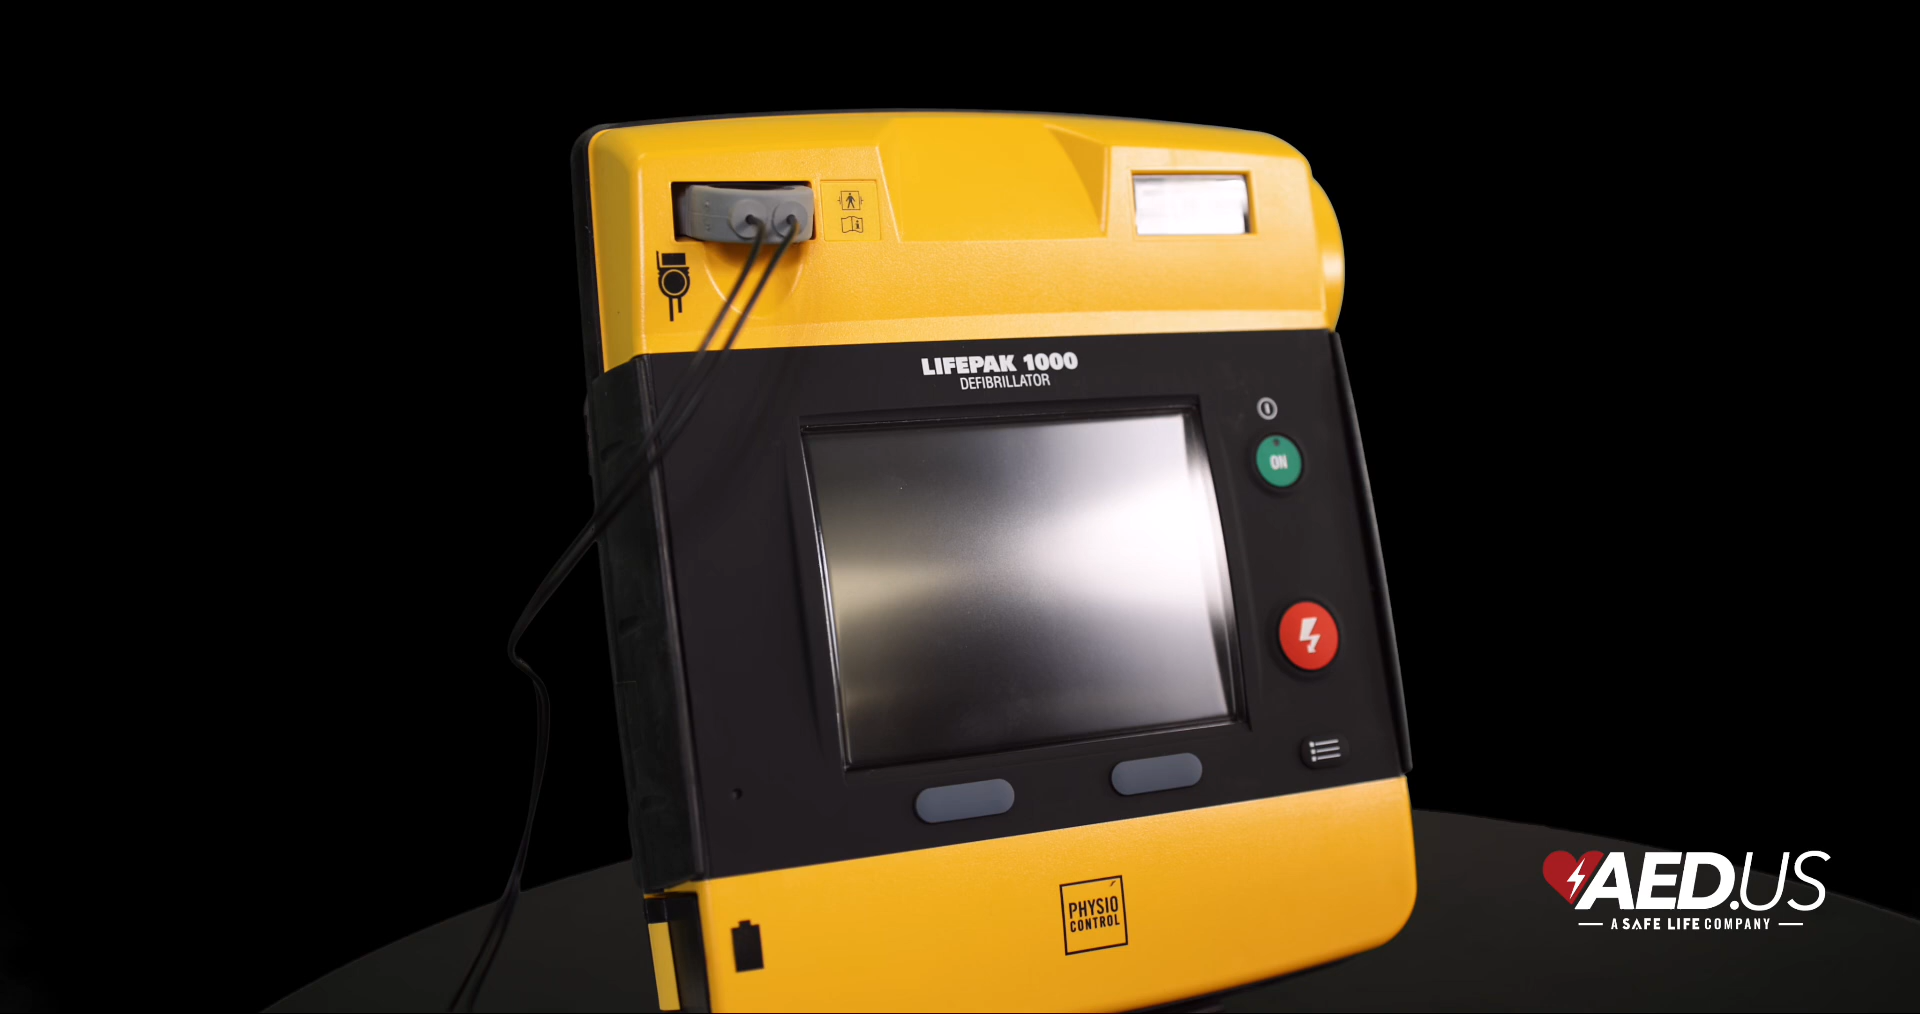 LIFEPAK 1000
DEFIBRILLATOR
ON
PHYSIO
CONTROL
AED.US
A SAFE LIFE COMPANY